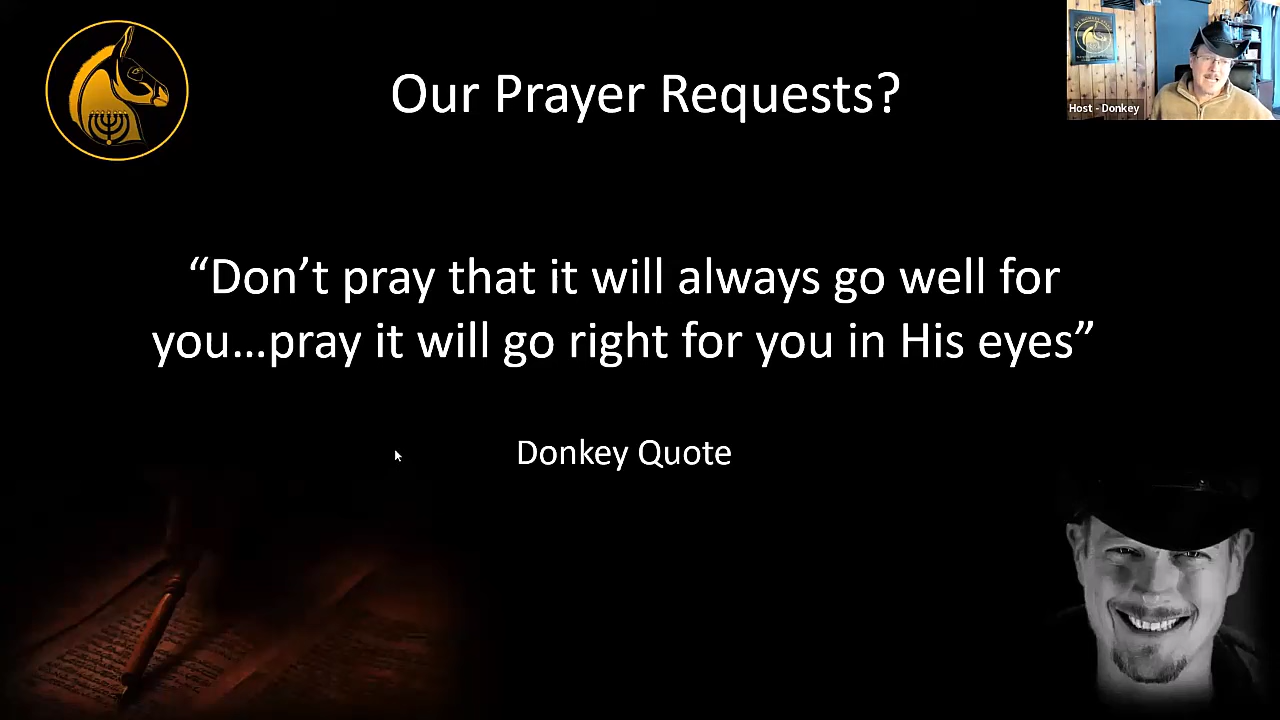 Our Prayer Requests?
Host - Donkey
“Don’t pray that it will always go well for
you…pray it will go right for you in His eyes”
Donkey Quote